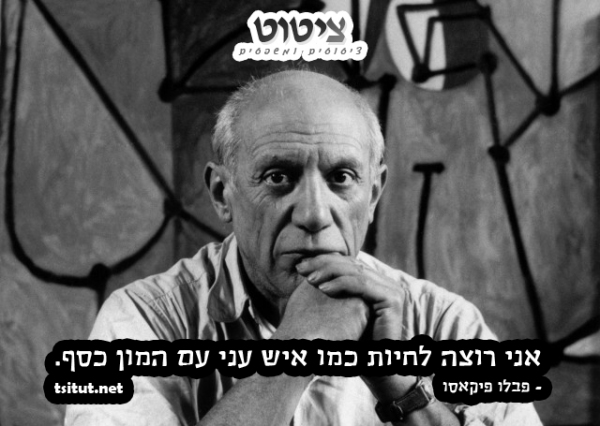 ציטוט
ציטוטים ומשפטים
אני רוצה לחיות כמו איש עני עם המון כסף.
- פבלו פיקאסו
tsitut.net